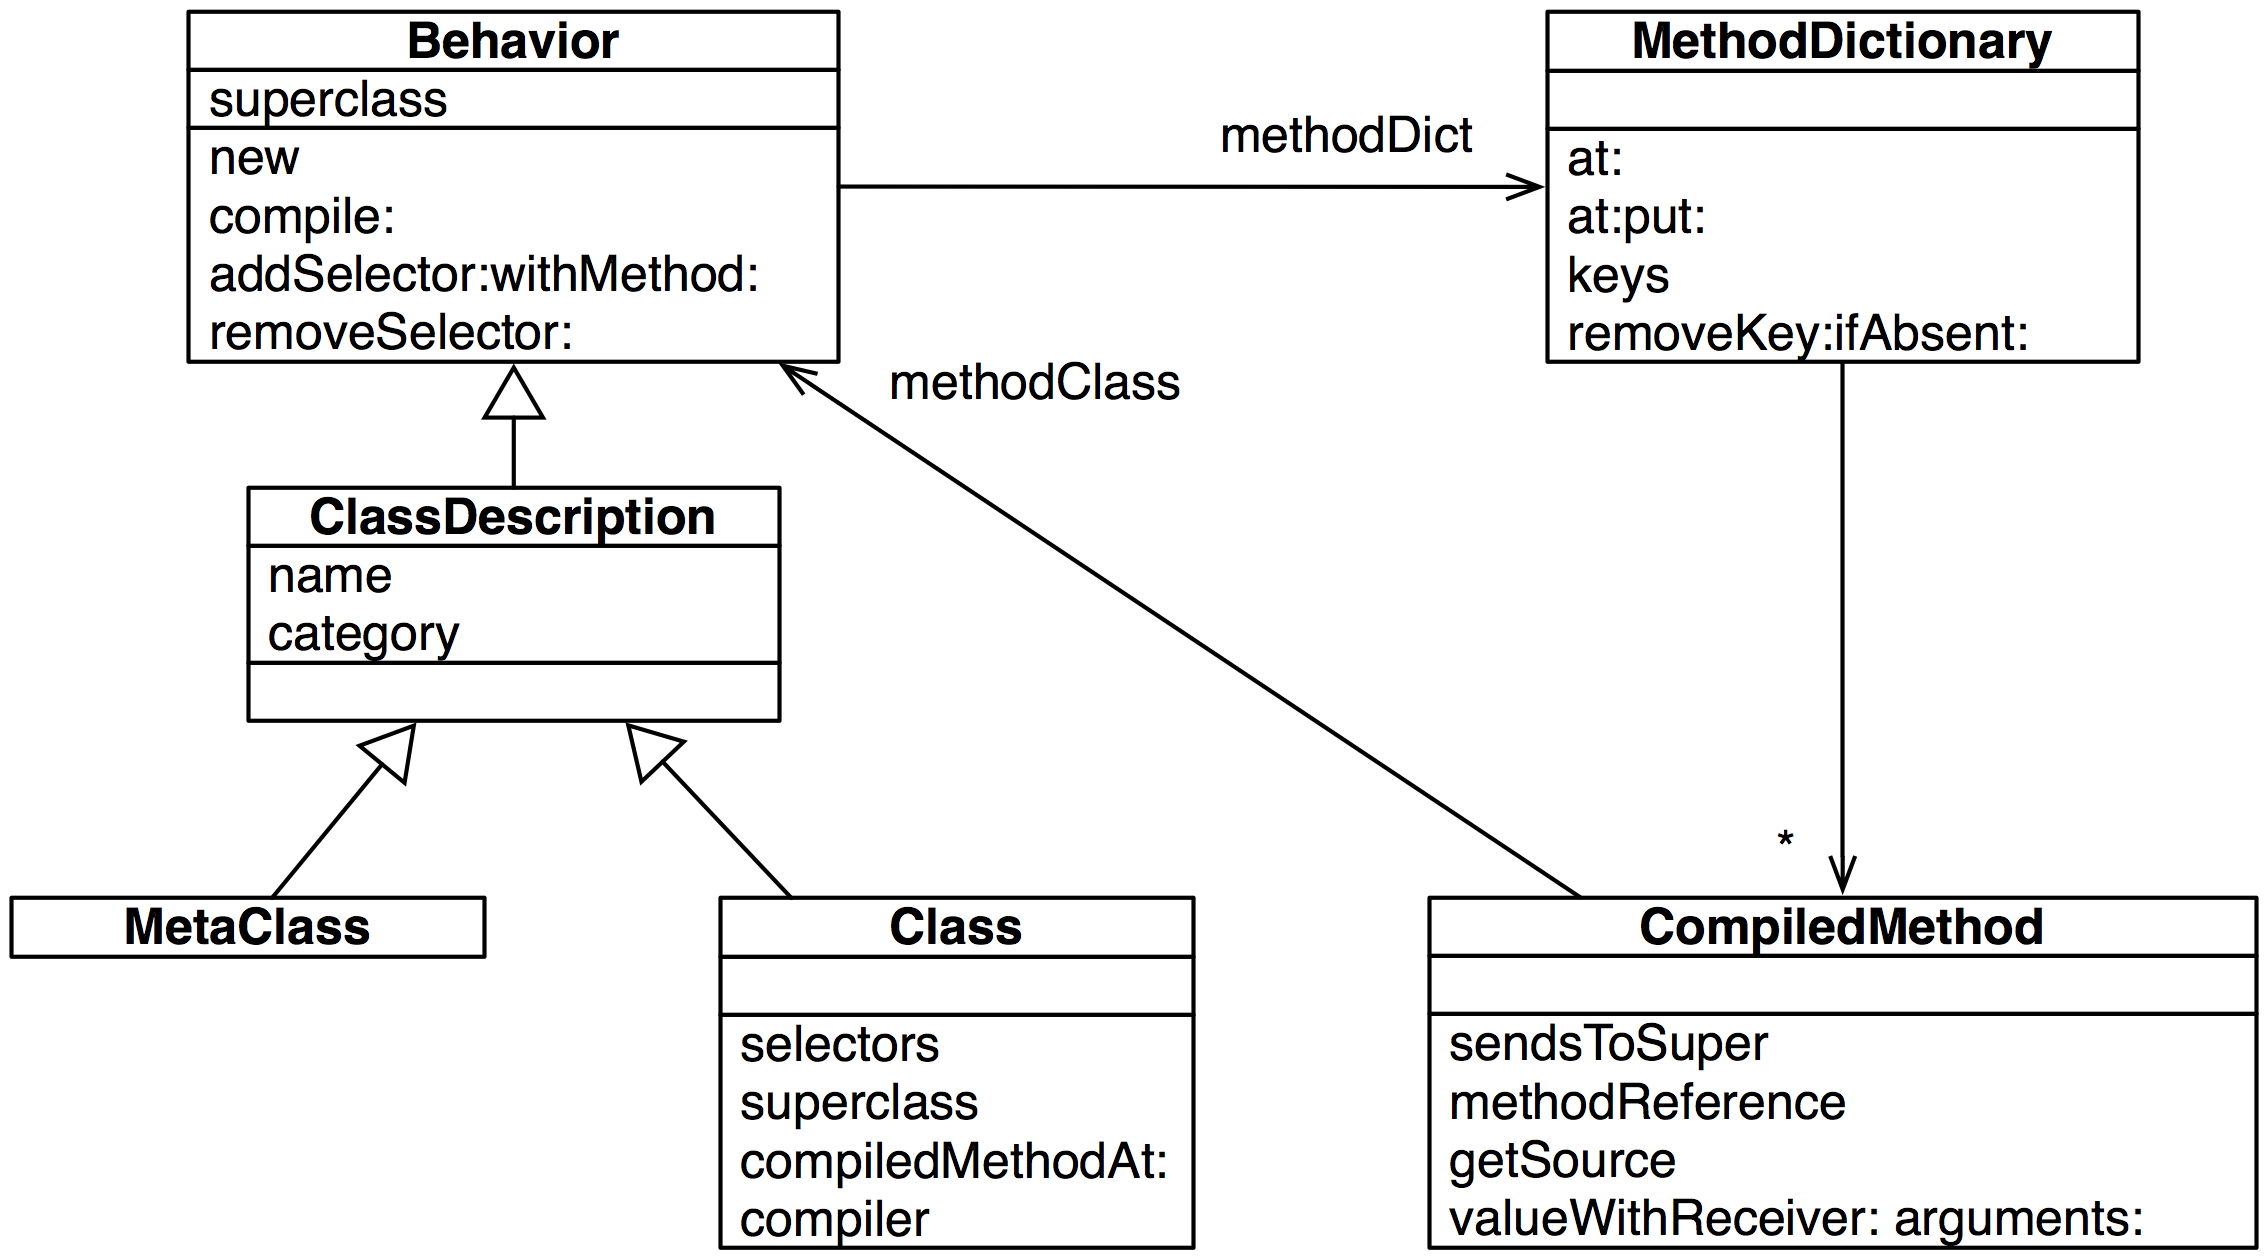 Behavior
superclass
new
compile:
addSelector:withMethod:
removeSelector:
methodDict
MethodDictionary
at:
at:put:
keys
removeKey:ifAbsent:
methodClass
ClassDescription
name
category
MetaClass
Class
selectors
superclass
compiledMethodAt:
compiler
*
CompiledMethod
sendsToSuper
methodReference
getSource
valueWithReceiver: arguments: